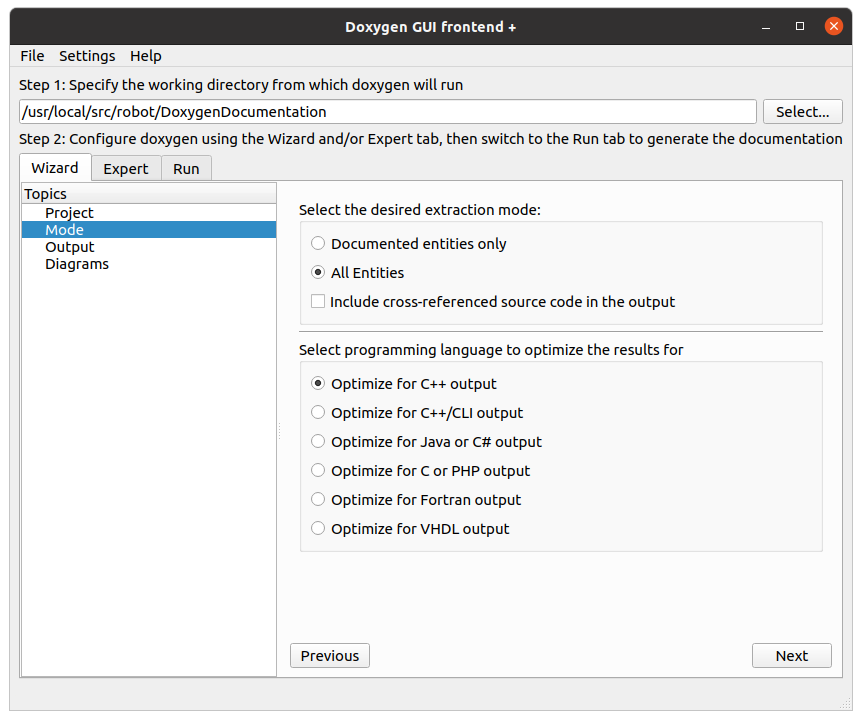 Doxygen GUI frontend +
File Settings Help
Step 1: Specify the working directory from which doxygen will run
/usr/local/src/robot/DoxygenDocumentation Select...
Step 2: Configure doxygen using the Wizard and/or Expert tab, then switch to the Run tab to generate the documentation
Wizard Expert Run
Topics
Project
Mode
Output
Diagrams
Select the desired extraction mode:
Documented entities only
All Entities
Include cross-referenced source code in the output
Select programming language to optimize the results for
Optimize for C++ output
Optimize for C++/CLI output
Optimize for Java or C# output
Optimize for C or PHP output
Optimize for Fortran output
Optimize for VHDL output
Previous Next